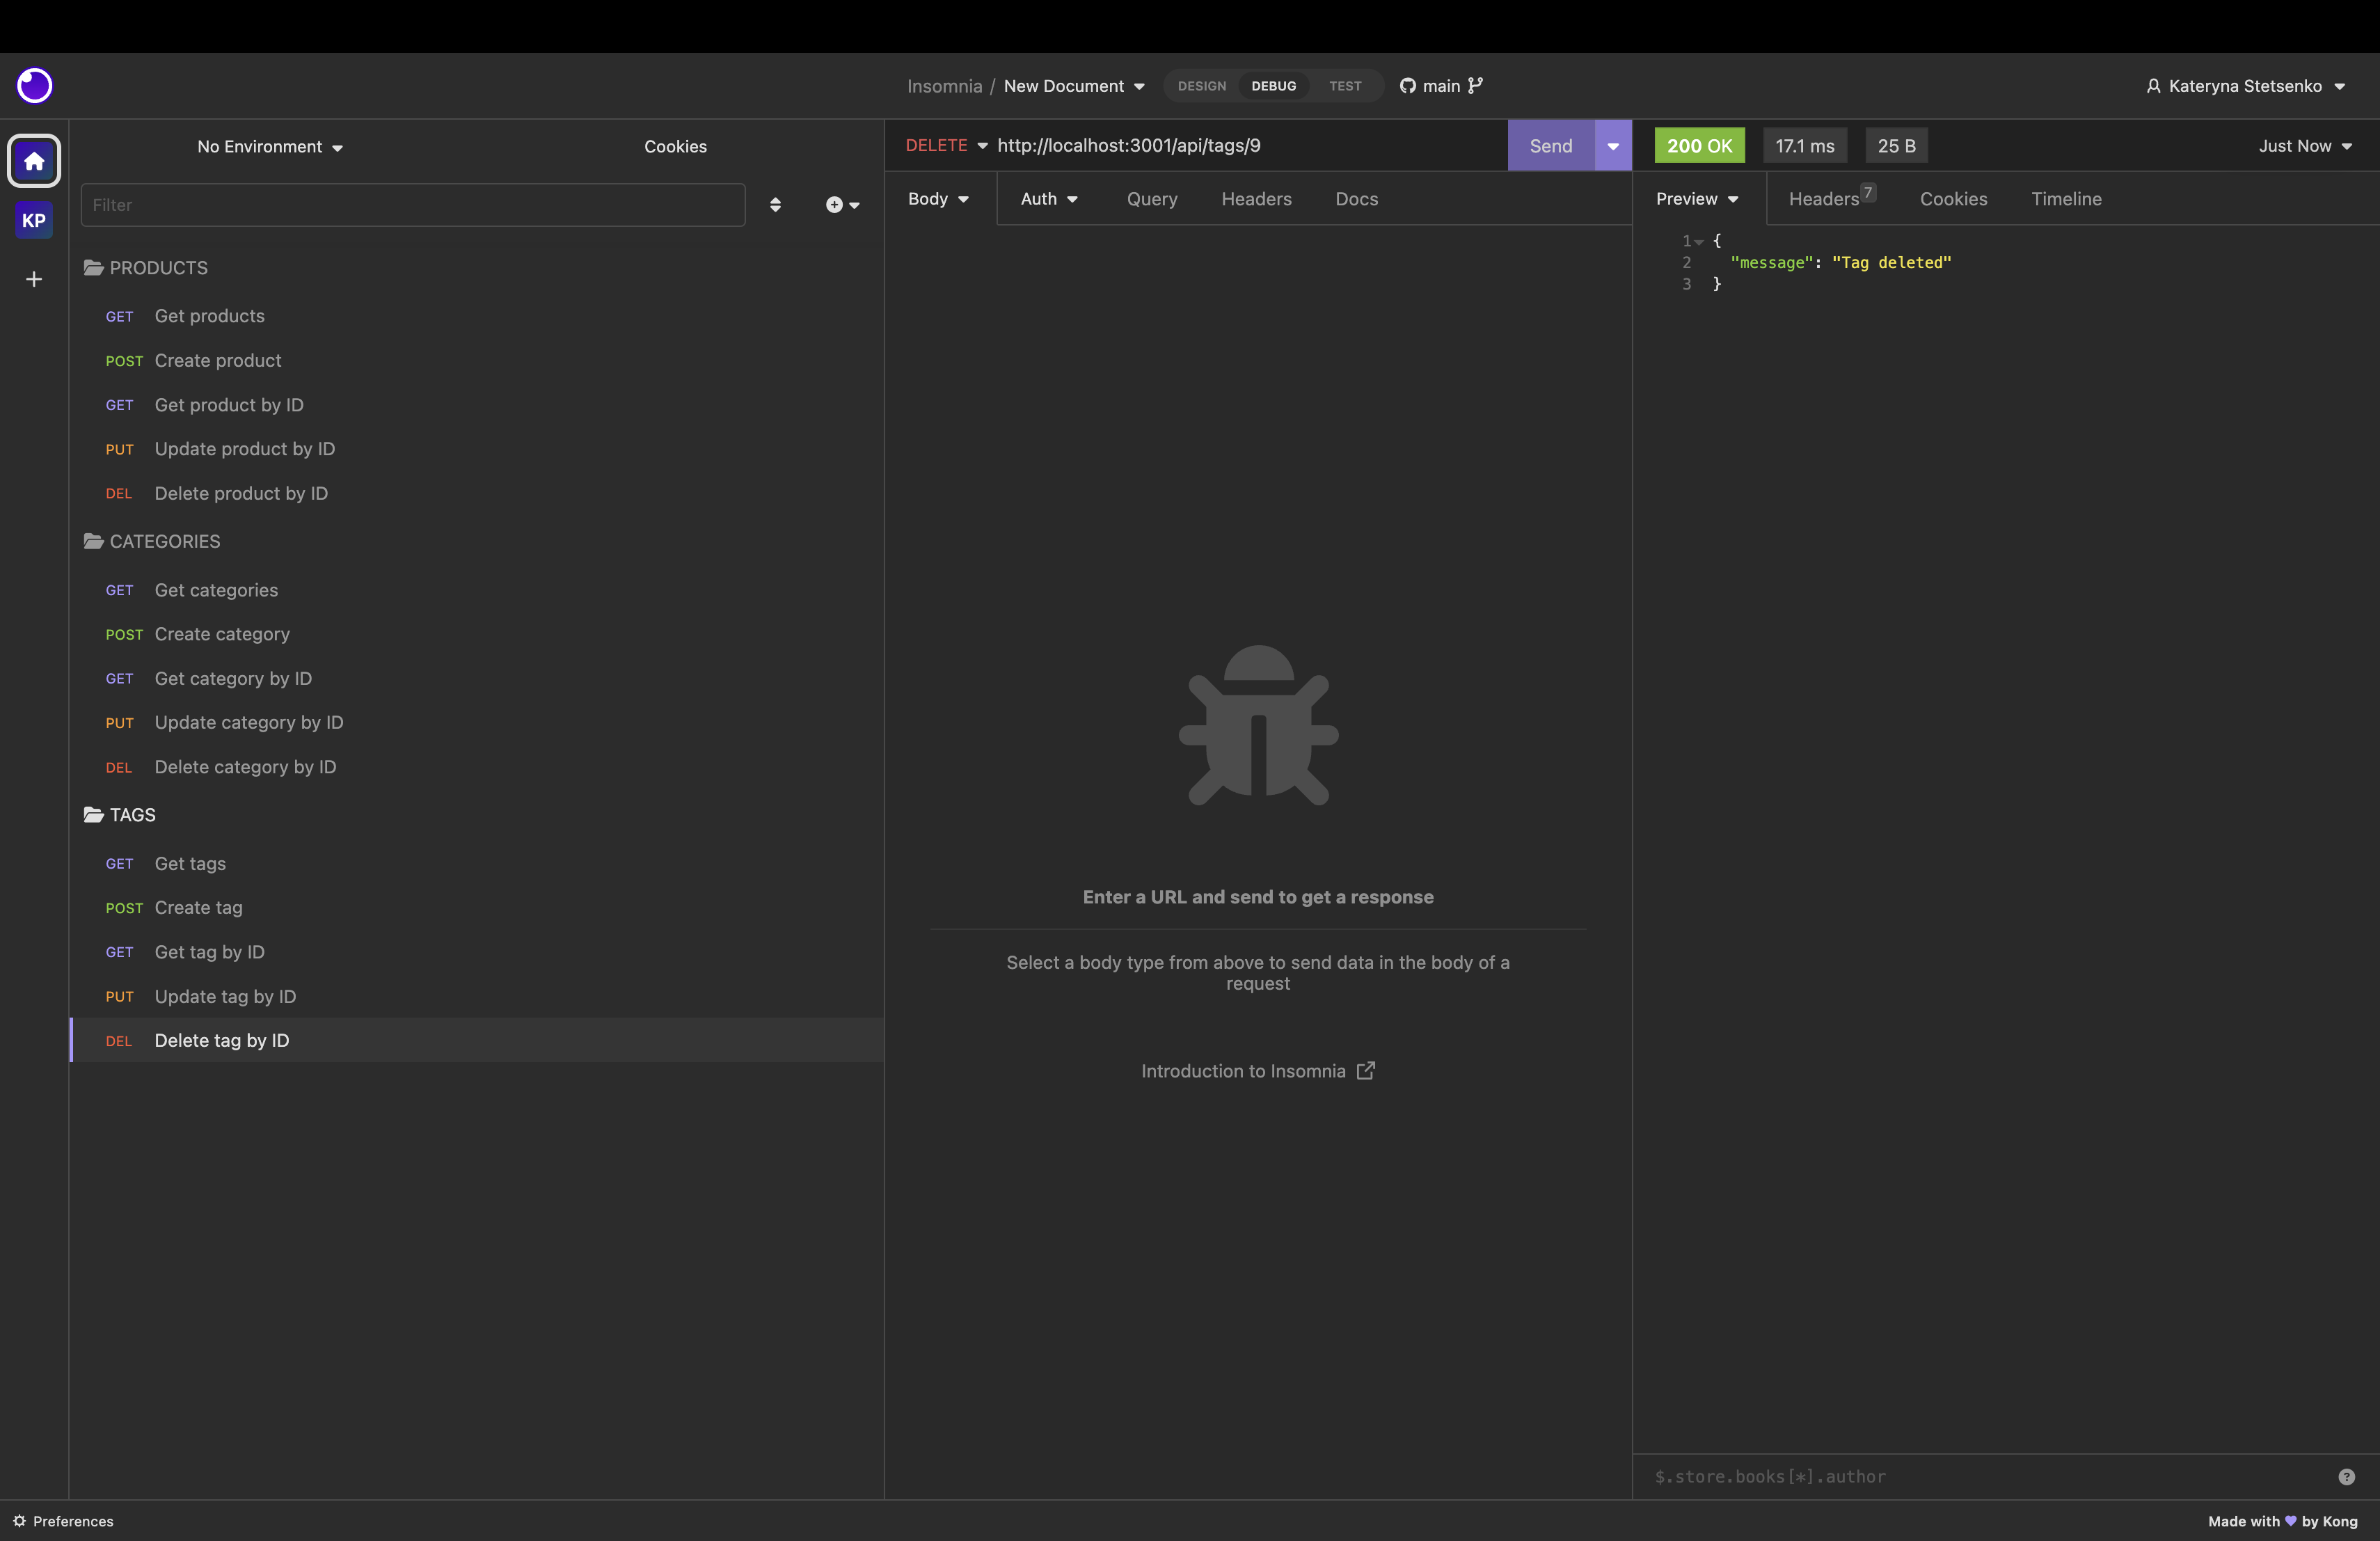 Insomnia / New Document
DESIGN DEBUG TEST
main
Kateryna Stetsenko
KP
No Environment
Cookies
Filter
PRODUCTS
GET Get products
POST Create product
GET Get product by ID
PUT Update product by ID
DEL Delete product by ID
CATEGORIES
GET Get categories
POST Create category
GET Get category by ID
PUT Update category by ID
DEL Delete category by ID
TAGS
GET Get tags
POST Create tag
GET Get tag by ID
PUT Update tag by ID
DEL Delete tag by ID
DELETE http://localhost:3001/api/tags/9
Send
Body Auth Query Headers Docs
Enter a URL and send to get a response
Select a body type from above to send data in the body of a
request
Introduction to Insomnia
200 OK 17.1 ms 25 B
Just Now
Preview Headers 7 Cookies Timeline
1 {
2 "message": "Tag deleted"
3 }
$.store.books[*].author
?
Preferences
Made with by Kong